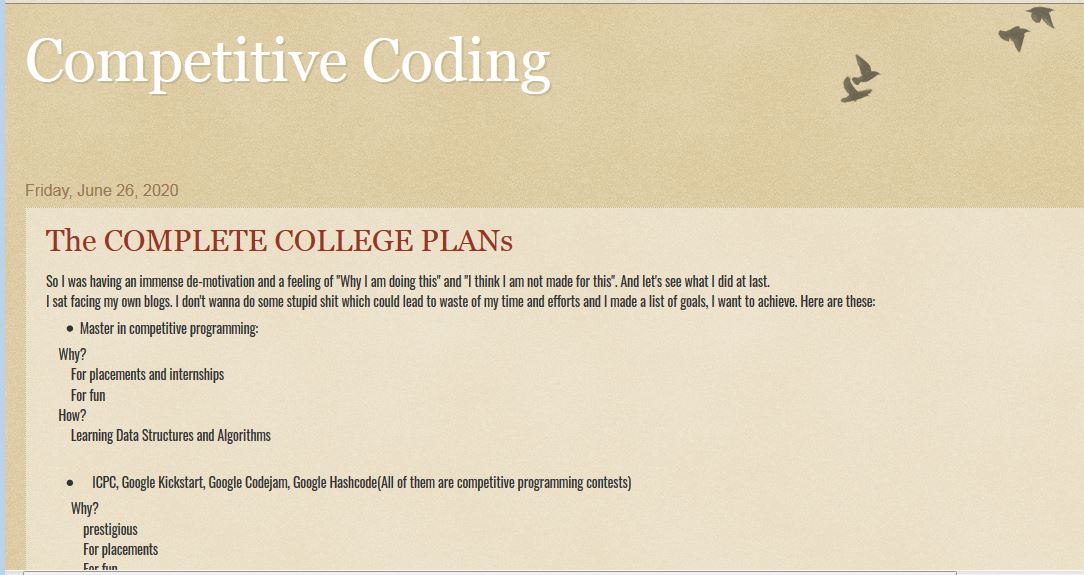 Competitive Coding
Friday, June 26, 2020
The COMPLETE COLLEGE PLANs
So I was having an immense de-motivation and a feeling of "Why I am doing this" and "I think I am not made for this". And let's see what I did at last.
I sat facing my own blogs. I don't wanna do some stupid shit which could lead to waste of my time and efforts and I made a list of goals, I want to achieve. Here are these:
● Master in competitive programming:
Why?
For placements and internships
For fun
How?
Learning Data Structures and Algorithms
● ICPC, Google Kickstart, Google Codejam, Google Hashcode(All of them are competitive programming contests)
Why?
prestigious
For placements
For fun